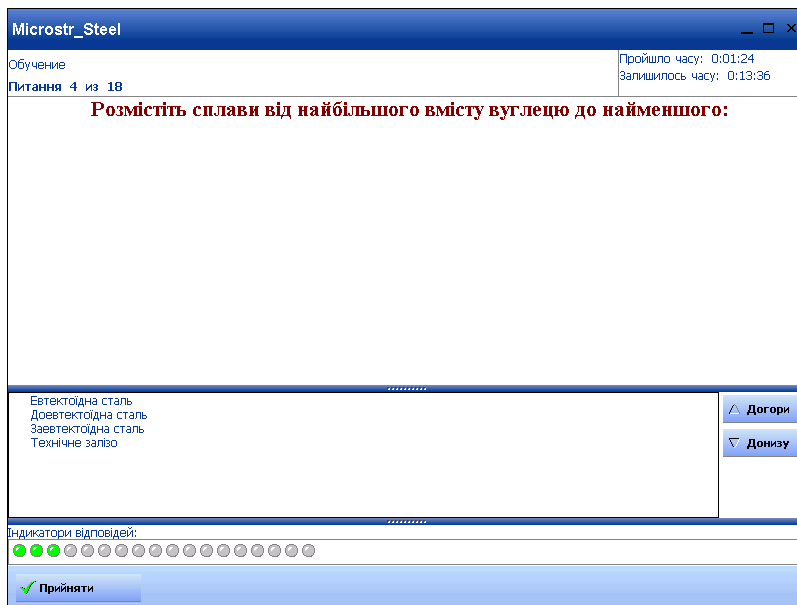 Microstr_Steel
Обучение
Пройшло часу: 0:01:24
Залишилось часу: 0:13:36
Питання 4 из 18
Розмістіть сплави від найбільшого вмісту вуглецю до найменшого:
Евтектоїдна сталь
Доевтектоїдна сталь
Заевтектоїдна сталь
Технічне залізо
Догори
Донизу
Індикатори відповідей:
Прийняти